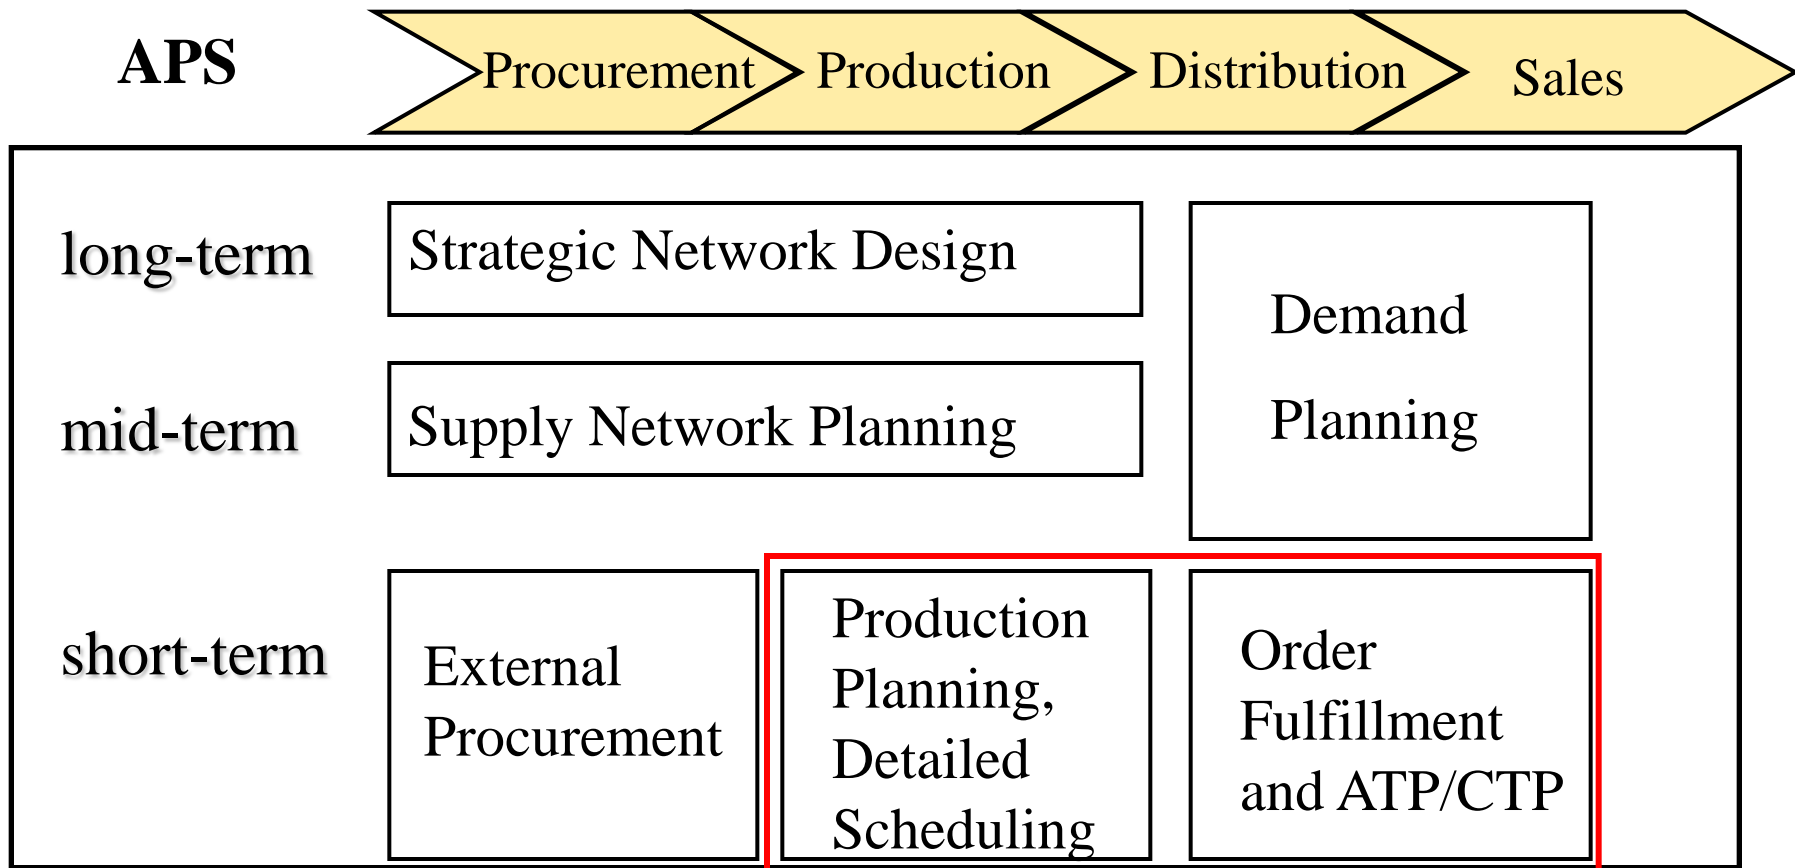 APS
Procurement
Production
Distribution
Sales
long-term
Strategic Network Design
Demand
Planning
mid-term
Supply Network Planning
short-term
External
Procurement
Production
Planning,
Detailed
Scheduling
Order
Fulfillment
and ATP/CTP